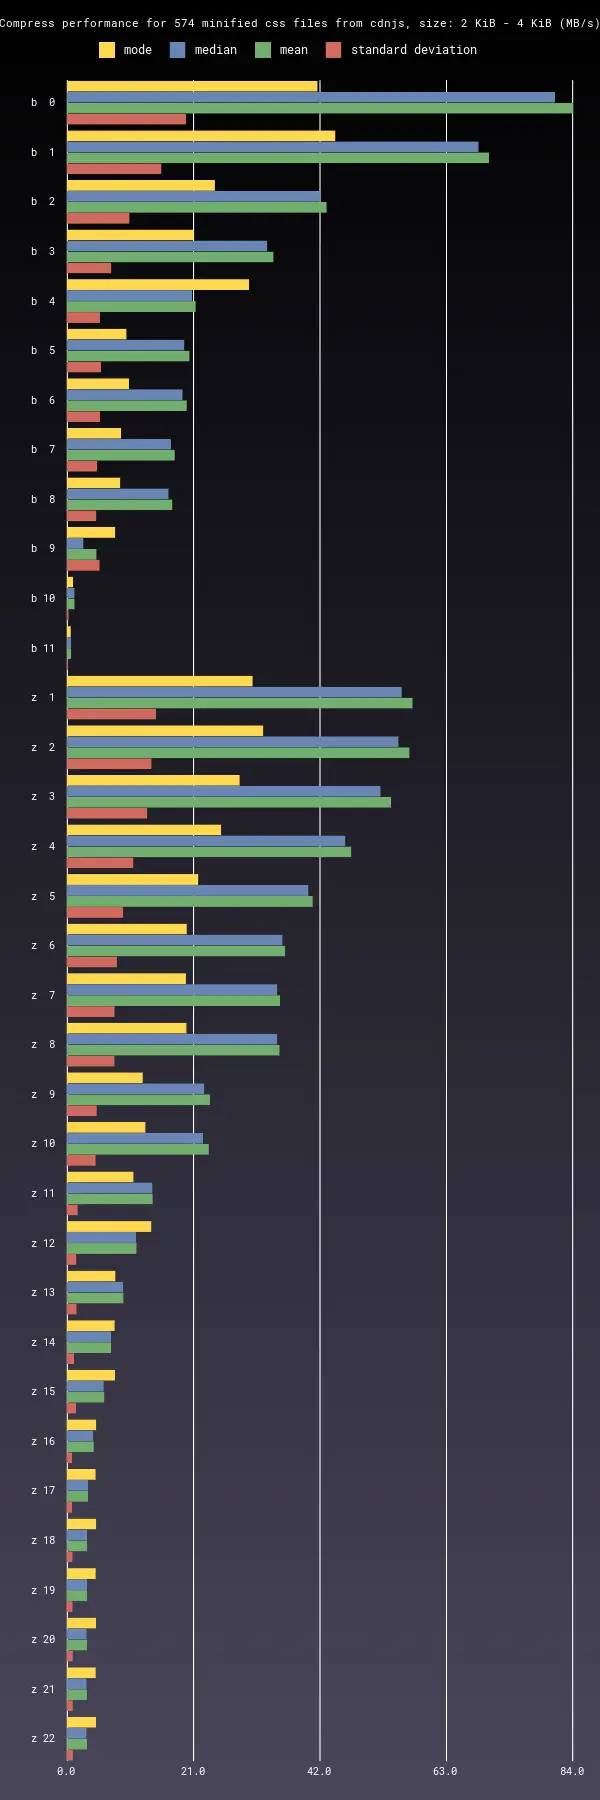 Compress performance for 574 minified css files from cdnjs, size: 2 KiB - 4 KiB (MB/s)
mode median mean standard deviation
b 0
b 1
b 2
b 3
b 4
b 5
b 6
b 7
b 8
b 9
b 10
b 11
z 1
z 2
z 3
z 4
z 5
z 6
z 7
z 8
z 9
z 10
z 11
z 12
z 13
z 14
z 15
z 16
z 17
z 18
z 19
z 20
z 21
z 22
0.0 21.0 42.0 63.0 84.0